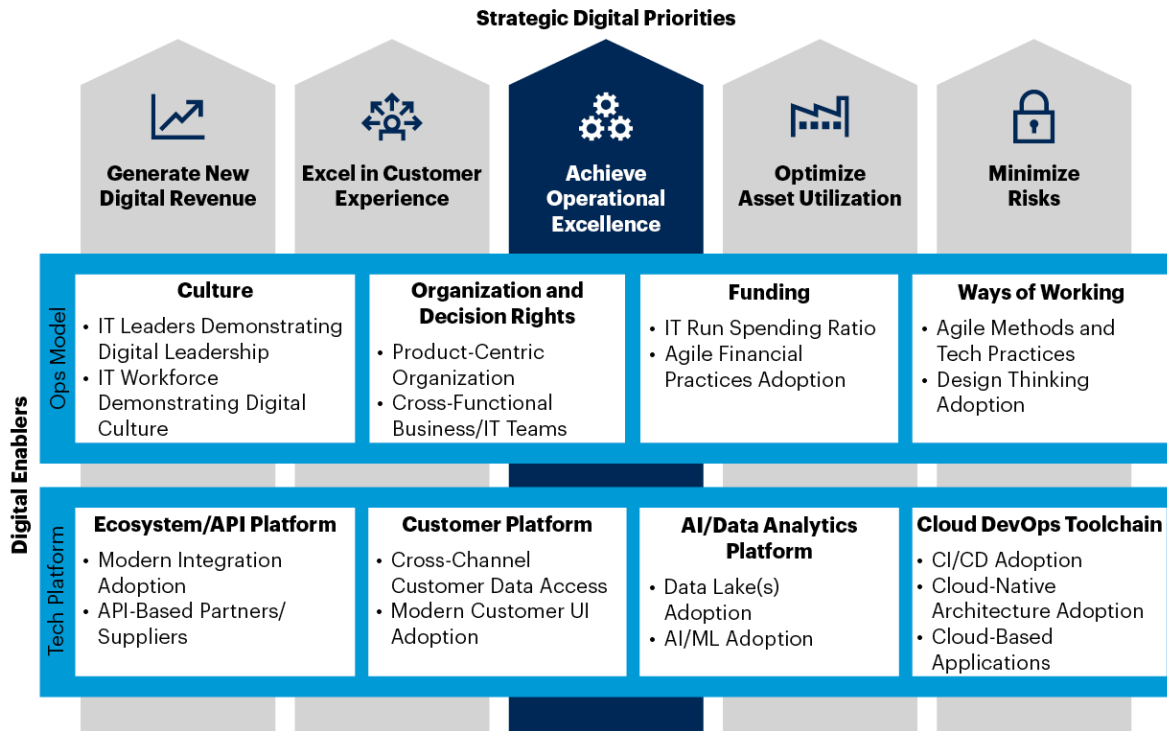 Strategic Digital Priorities
Generate New
Digital Revenue
Excel in Customer
Experience
Achieve
Operational
Excellence
Optimize
Asset Utilization
Minimize
Risks
Digital Enablers
Ops Model
Culture
• IT Leaders Demonstrating
Digital Leadership
• IT Workforce
Demonstrating Digital
Culture
Organization and
Decision Rights
• Product-Centric
Organization
• Cross-Functional
Business/IT Teams
Funding
• IT Run Spending Ratio
• Agile Financial
Practices Adoption
Ways of Working
• Agile Methods and
Tech Practices
• Design Thinking
Adoption
Tech Platform
Ecosystem/API Platform
• Modern Integration
Adoption
• API-Based Partners/
Suppliers
Customer Platform
• Cross-Channel
Customer Data Access
• Modern Customer UI
Adoption
AI/Data Analytics
Platform
• Data Lake(s)
Adoption
• AI/ML Adoption
Cloud DevOps Toolchain
• CI/CD Adoption
• Cloud-Native
Architecture Adoption
• Cloud-Based
Applications